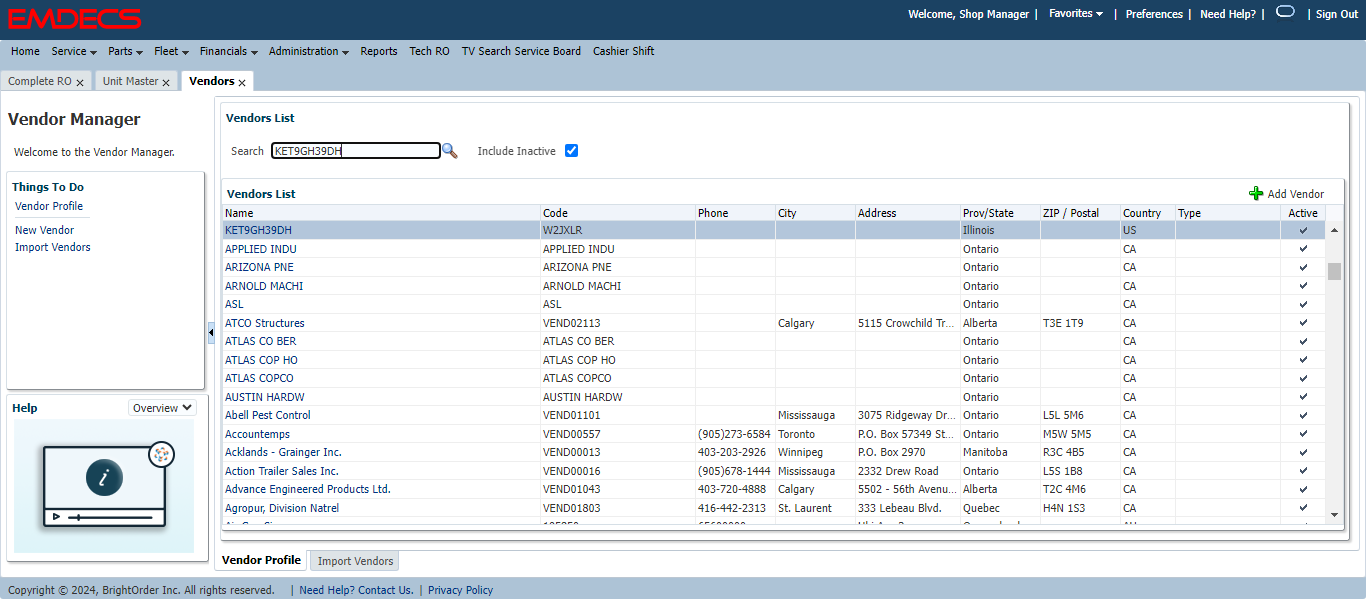 EMDECS
Welcome, Shop Manager | Favorites | Preferences | Need Help? | | Sign Out
Home Service Parts Fleet Financials Administration Reports Tech RO TV Search Service Board Cashier Shift
Complete RO Unit Master Vendors
Vendor Manager
Welcome to the Vendor Manager.
Things To Do
Vendor Profile
New Vendor
Import Vendors
Help Overview
i
Vendors List
Search KET9GH39DH Include Inactive
Vendors List Add Vendor
Name Code Phone City Address Prov/State ZIP / Postal Country Type Active
KET9GH39DH W2JXLR Illinois US
APPLIED INDU APPLIED INDU Ontario CA
ARIZONA PNE ARIZONA PNE Ontario CA
ARNOLD MACHI ARNOLD MACHI Ontario CA
ASL ASL Ontario CA
ATCO Structures VEND02113 Calgary 5115 Crowchild Tr... Alberta T3E 1T9 CA
ATLAS CO BER ATLAS CO BER Ontario CA
ATLAS COP HO ATLAS COP HO Ontario CA
ATLAS COPCO ATLAS COPCO Ontario CA
AUSTIN HARDW AUSTIN HARDW Ontario CA
Abell Pest Control VEND01101 Mississauga 3075 Ridgeway Dr... Ontario L5L 5M6 CA
Accountemps VEND00557 (905)273-6584 Toronto P.O. Box 57349 St... Ontario M5W 5M5 CA
Acklands - Grainger Inc. VEND00013 403-203-2926 Winnipeg P.O. Box 2970 Manitoba R3C 4B5 CA
Action Trailer Sales Inc. VEND00016 (905)678-1444 Mississauga 2332 Drew Road Ontario L5S 1B8 CA
Advance Engineered Products Ltd. VEND01043 403-720-4888 Calgary 5502 - 56th Avenu... Alberta T2C 4M6 CA
Agropur, Division Natrel VEND01803 416-442-2313 St. Laurent 333 Lebeau Blvd. Quebec H4N 1S3 CA
Vendor Profile Import Vendors
Copyright © 2024, BrightOrder Inc. All rights reserved. | Need Help? Contact Us. | Privacy Policy